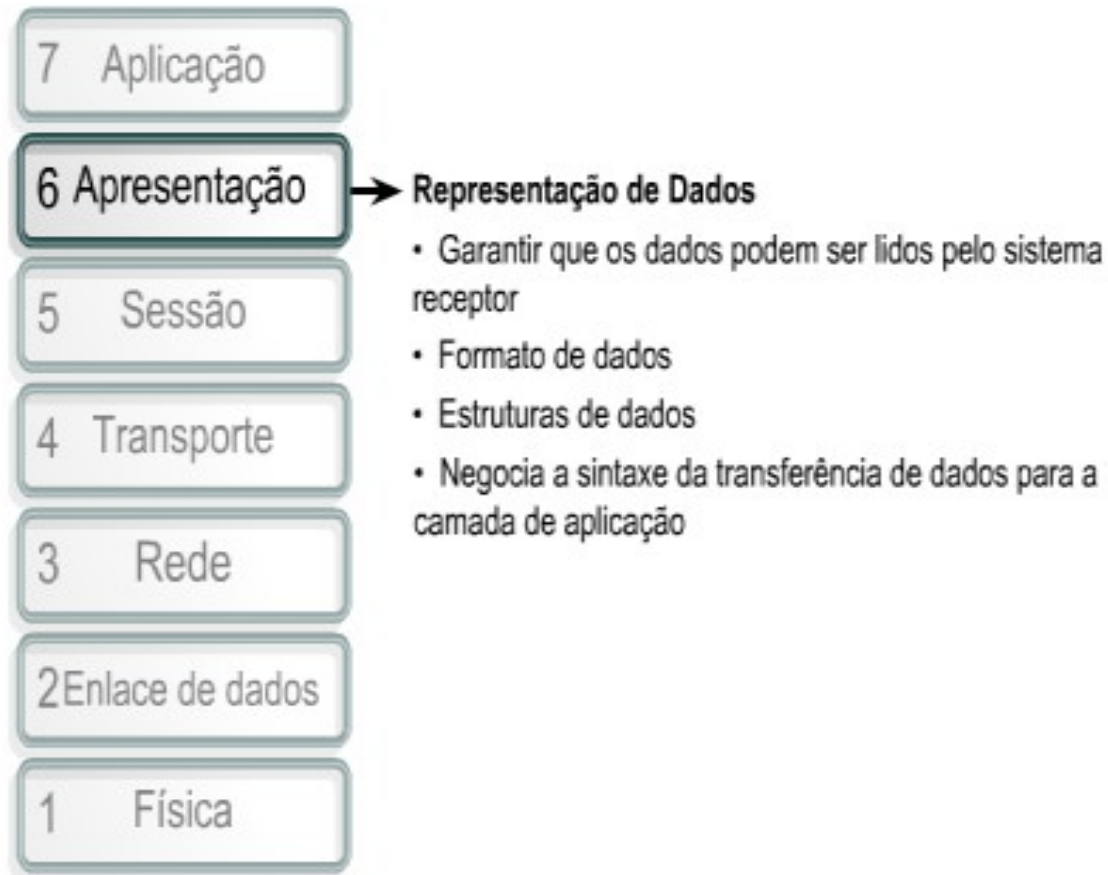 7 Aplicação
6 Apresentação
Representação de Dados
• Garantir que os dados podem ser lidos pelo sistema
receptor
• Formato de dados
• Estruturas de dados
• Negocia a sintaxe da transferência de dados para a
camada de aplicação
5 Sessão
4 Transporte
3 Rede
2 Enlace de dados
1 Física